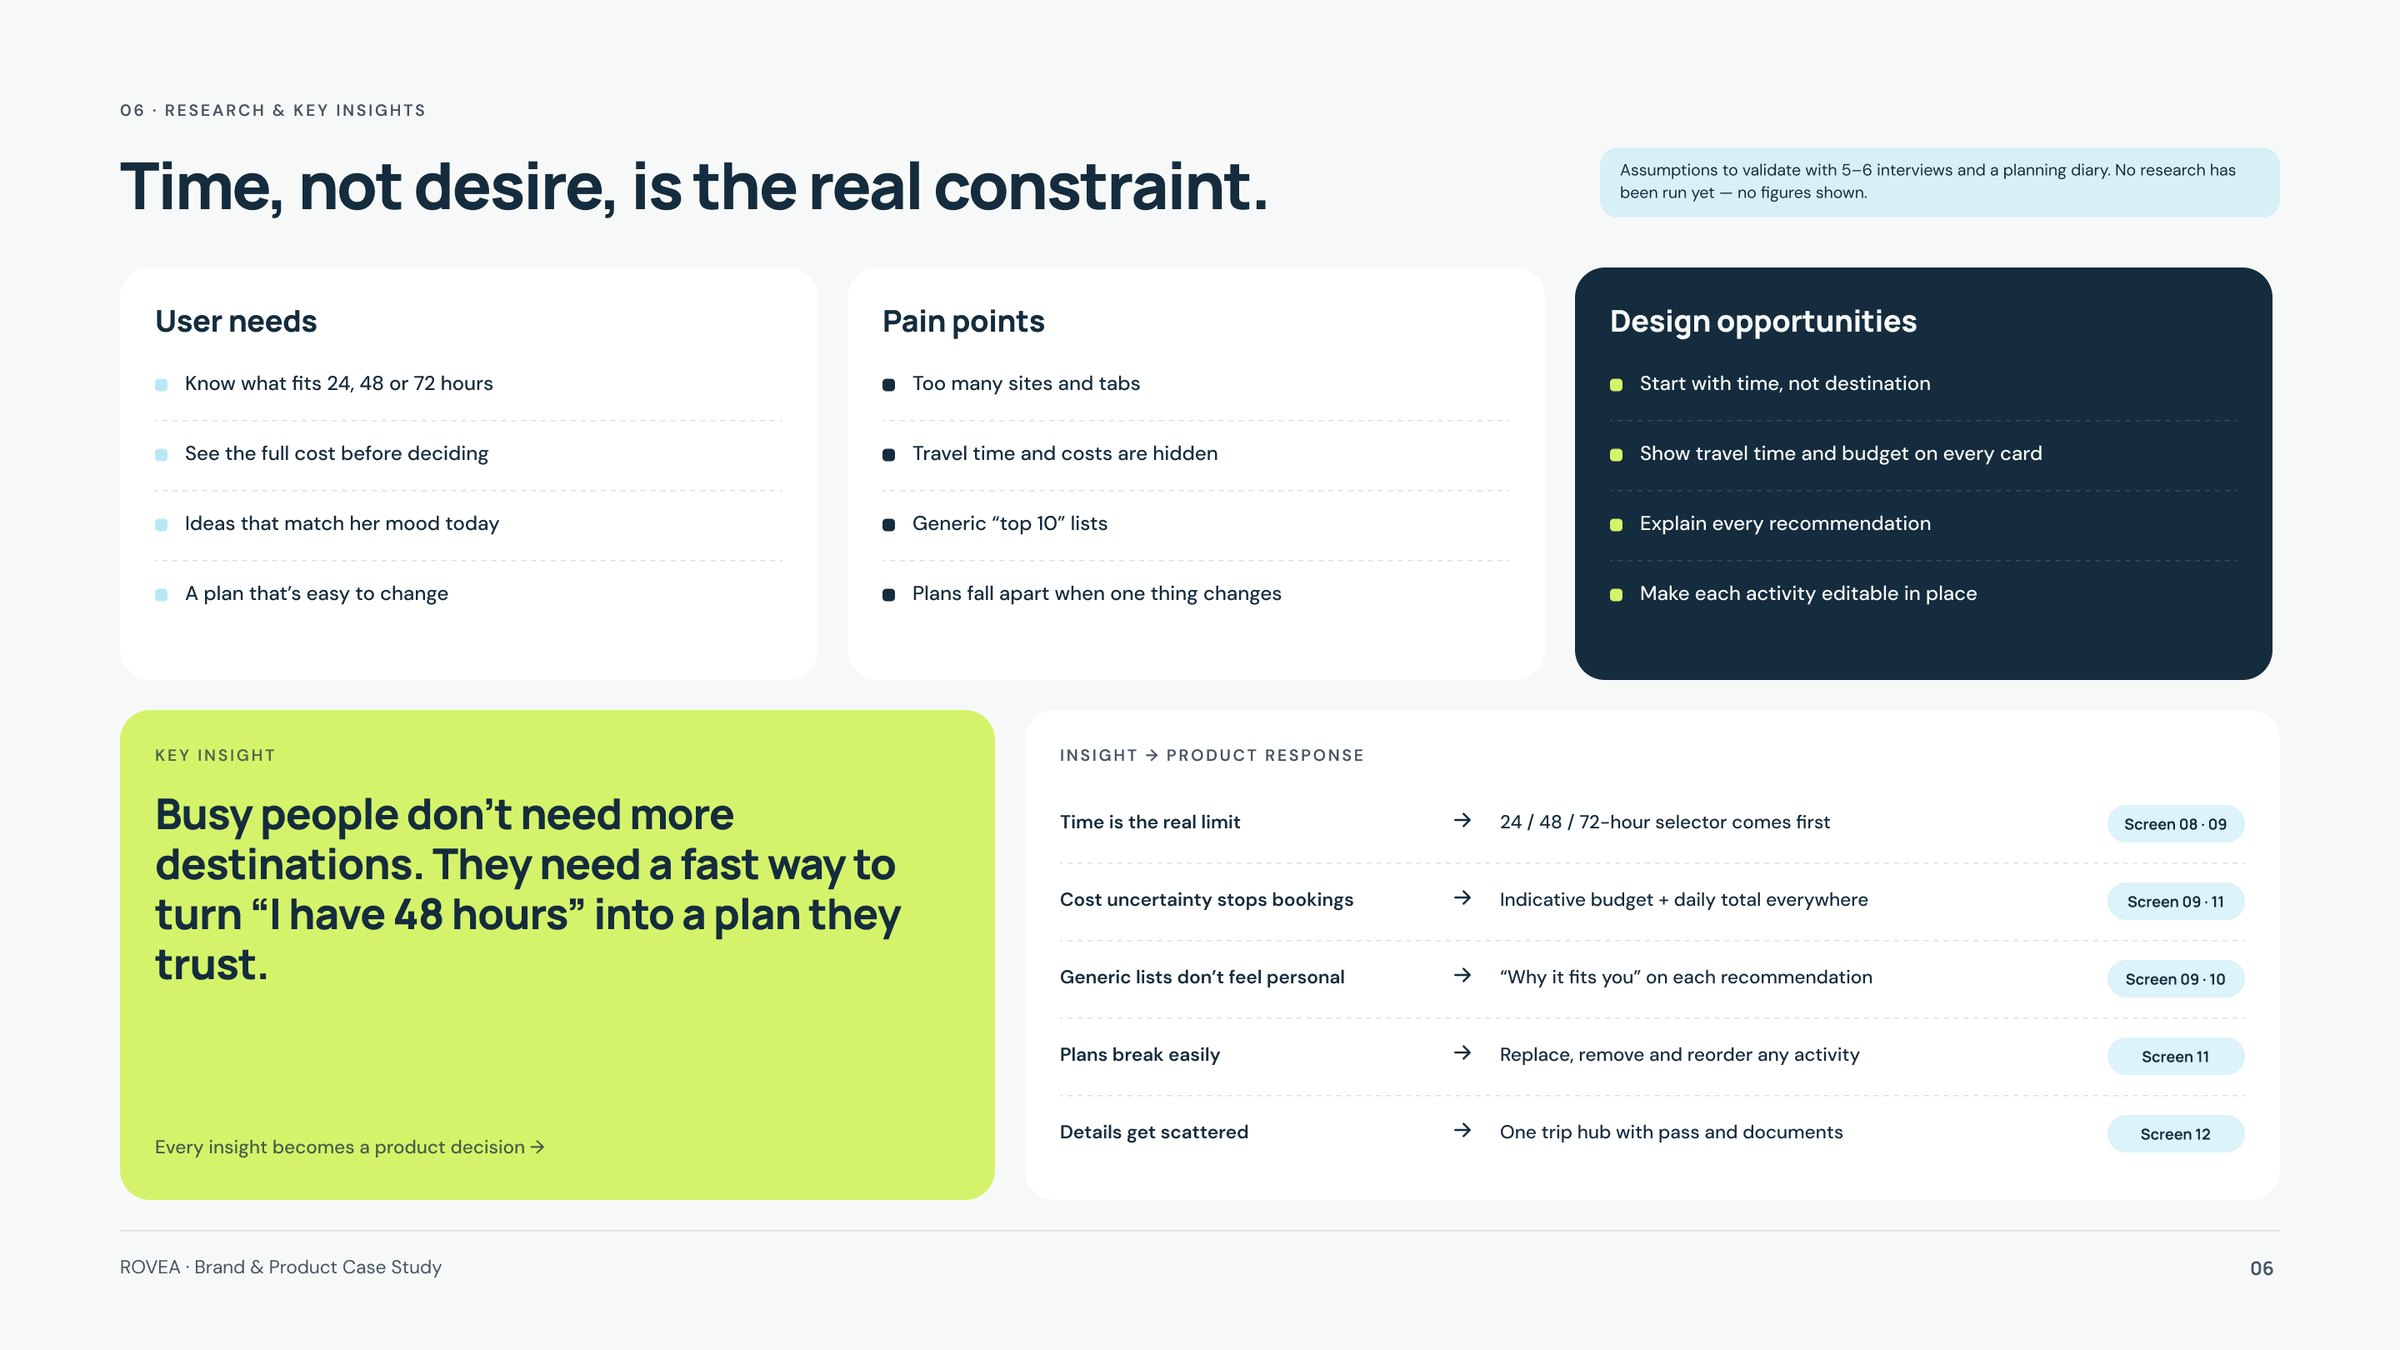 06 · RESEARCH & KEY INSIGHTS
Time, not desire, is the real constraint.
Assumptions to validate with 5–6 interviews and a planning diary. No research has
been run yet — no figures shown.
User needs
Know what fits 24, 48 or 72 hours
See the full cost before deciding
Ideas that match her mood today
A plan that’s easy to change
Pain points
Too many sites and tabs
Travel time and costs are hidden
Generic “top 10” lists
Plans fall apart when one thing changes
Design opportunities
Start with time, not destination
Show travel time and budget on every card
Explain every recommendation
Make each activity editable in place
KEY INSIGHT
Busy people don’t need more
destinations. They need a fast way to
turn “I have 48 hours” into a plan they
trust.
Every insight becomes a product decision →
INSIGHT → PRODUCT RESPONSE
Time is the real limit → 24 / 48 / 72-hour selector comes first Screen 08 · 09
Cost uncertainty stops bookings → Indicative budget + daily total everywhere Screen 09 · 11
Generic lists don’t feel personal → “Why it fits you” on each recommendation Screen 09 · 10
Plans break easily → Replace, remove and reorder any activity Screen 11
Details get scattered → One trip hub with pass and documents Screen 12
ROVEA · Brand & Product Case Study
06